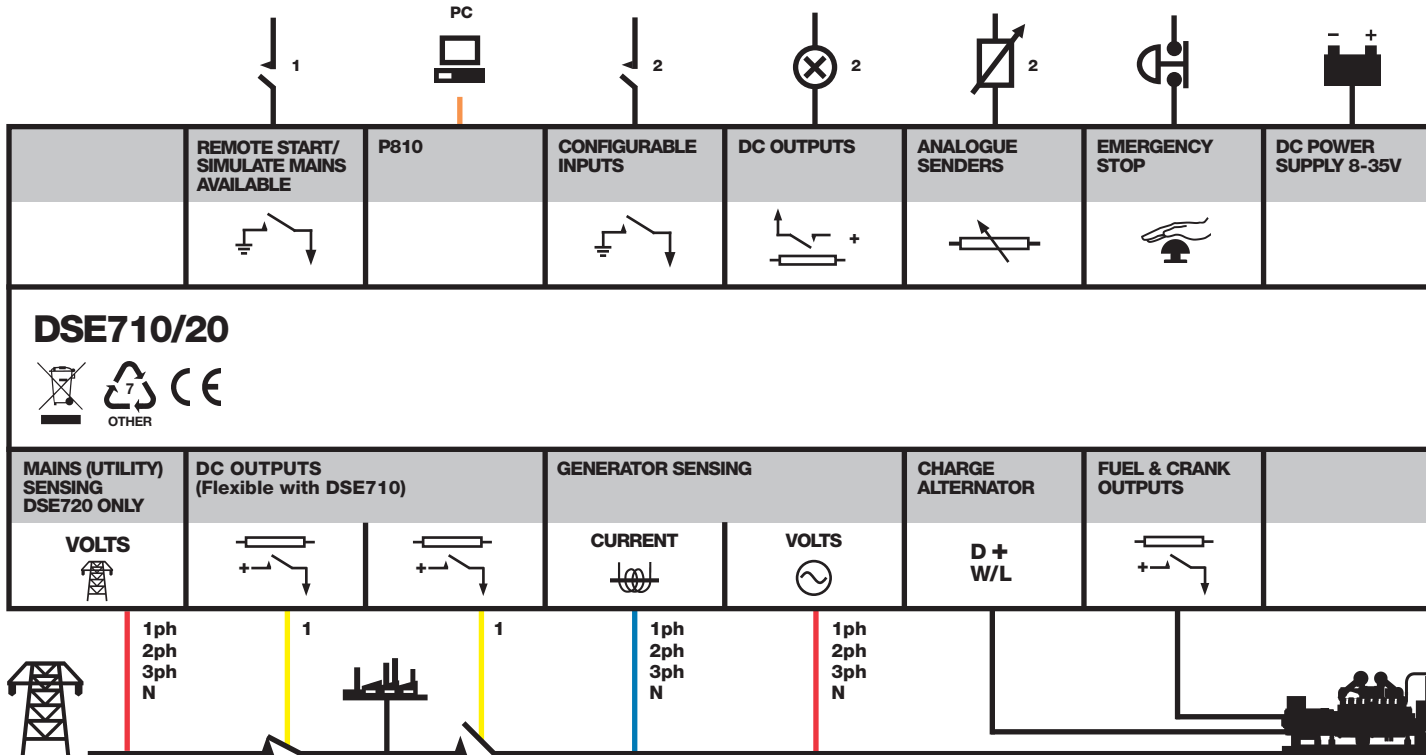 PC
1
2
2
2
- +
REMOTE START/
SIMULATE MAINS
AVAILABLE
P810
CONFIGURABLE
INPUTS
DC OUTPUTS
ANALOGUE
SENDERS
EMERGENCY
STOP
DC POWER
SUPPLY 8-35V
+
DSE710/20
7
OTHER
CE
MAINS (UTILITY)
SENSING
DSE720 ONLY
DC OUTPUTS
(Flexible with DSE710)
GENERATOR SENSING
CHARGE
ALTERNATOR
FUEL & CRANK
OUTPUTS
VOLTS
+
+
CURRENT
VOLTS
D +
W/L
+
1ph
2ph
3ph
N
1
1
1ph
2ph
3ph
N
1ph
2ph
3ph
N